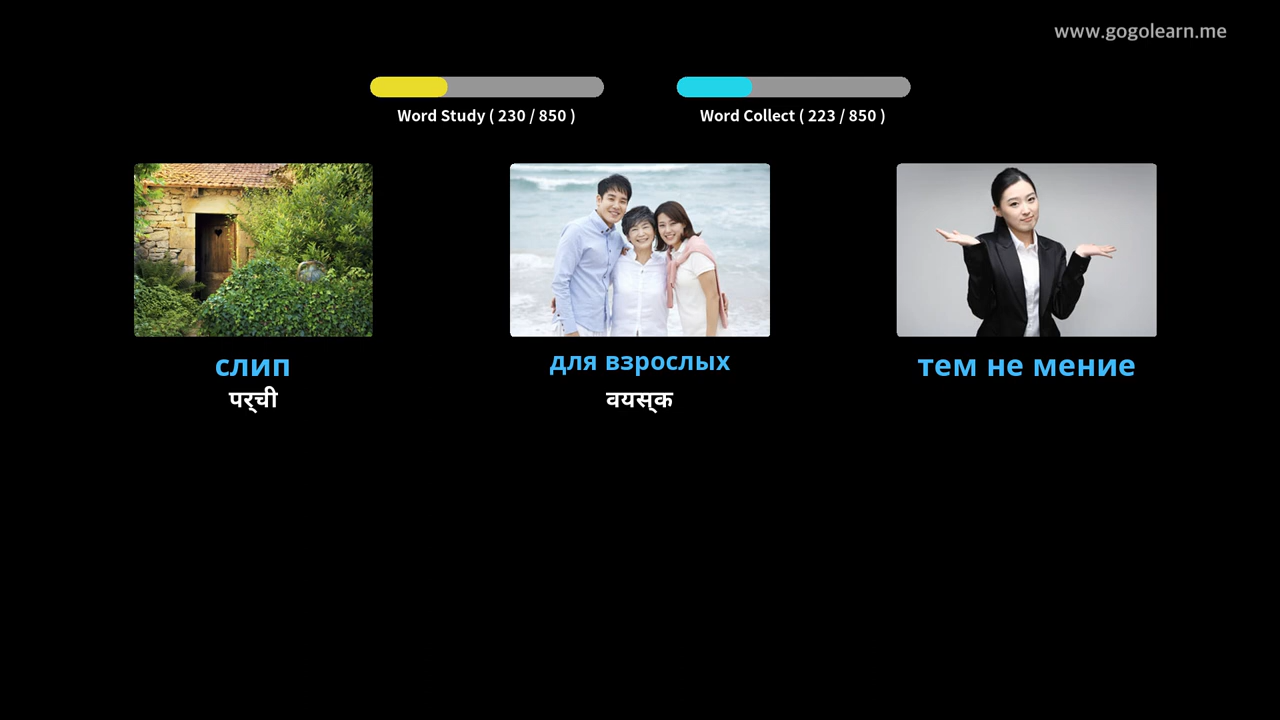 www.gogolearn.me
Word Study ( 230 / 850 )
Word Collect ( 223 / 850 )
слип
для взрослых
тем не мение
पर्ची
वयस्क